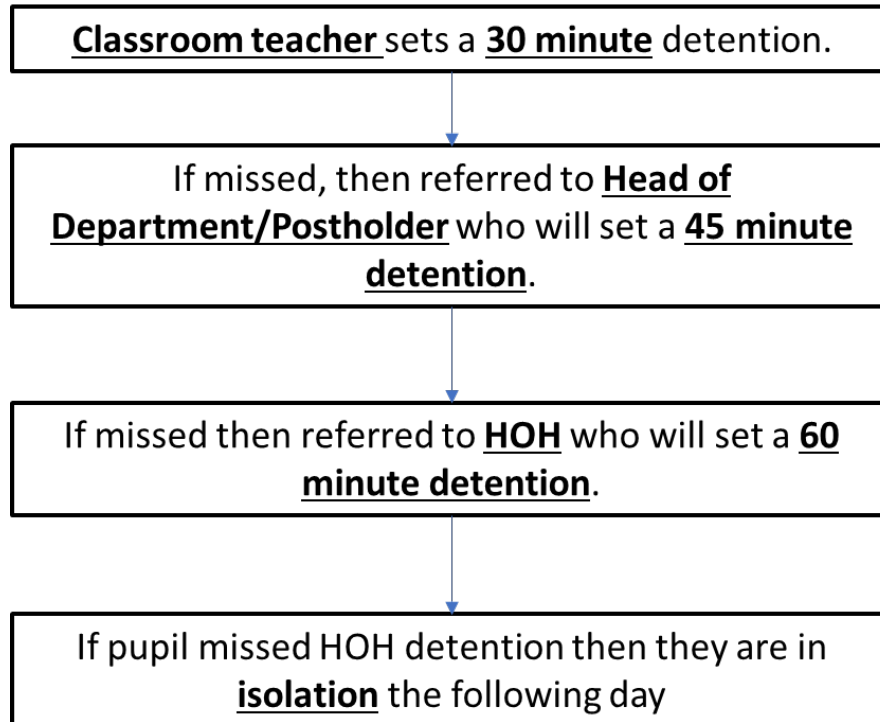 Classroom teacher sets a 30 minute detention.
If missed, then referred to Head of
Department/Postholder who will set a 45 minute
detention.
If missed then referred to HOH who will set a 60
minute detention.
If pupil missed HOH detention then they are in
isolation the following day